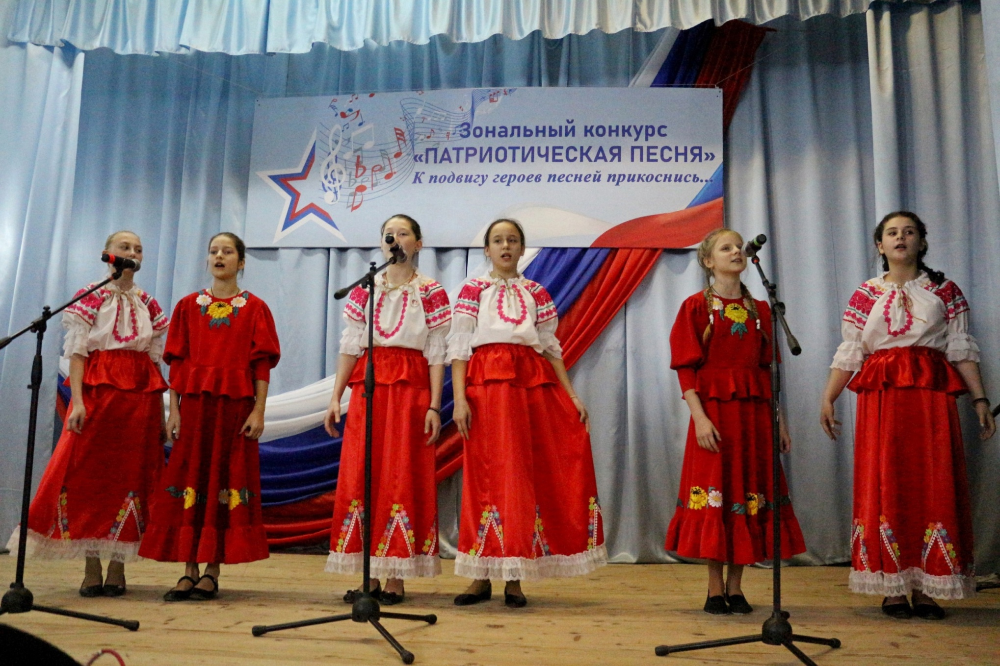 Зональный конкурс
«ПАТРИОТИЧЕСКАЯ ПЕСНЯ»
К подвигу героев песней прикоснись...